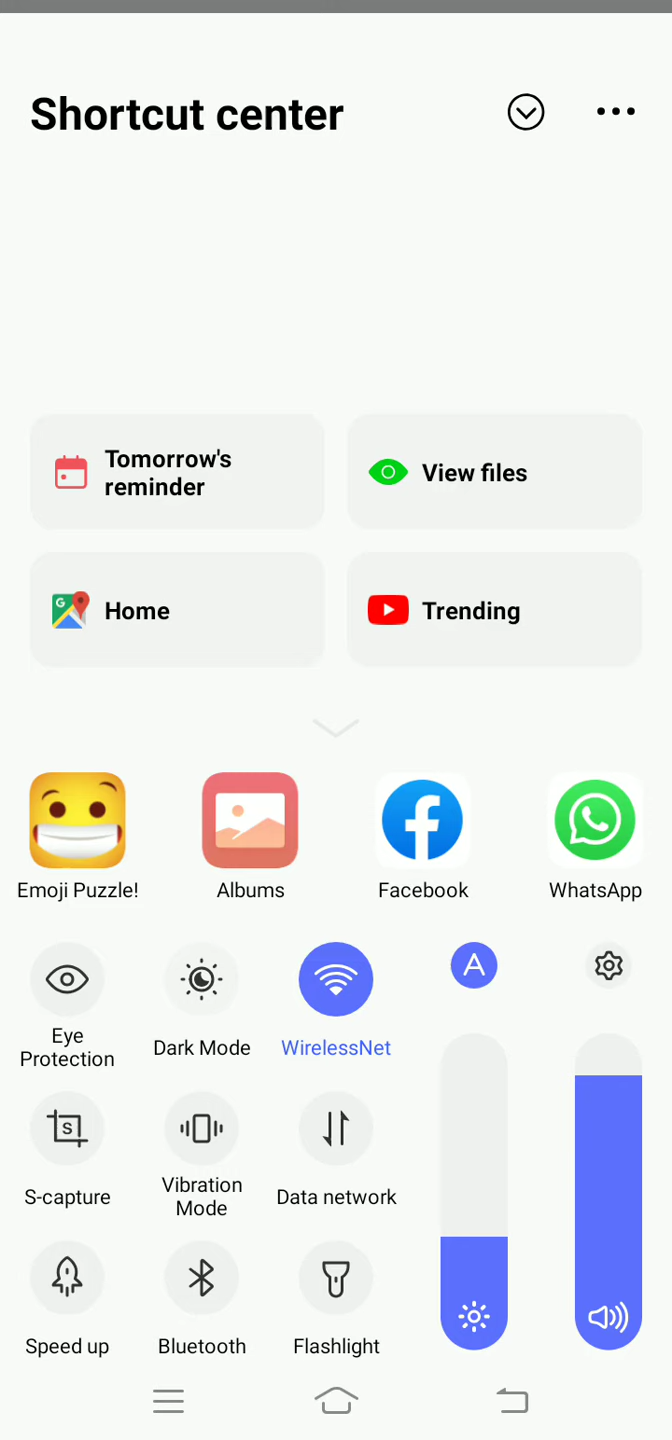 Shortcut center
Tomorrow's
reminder
View files
G
Home
Trending
Emoji Puzzle!
Albums
Facebook
WhatsApp
A
Eye
Protection
Dark Mode
WirelessNet
S
S-capture
Vibration
Mode
Data network
Speed up
Bluetooth
Flashlight